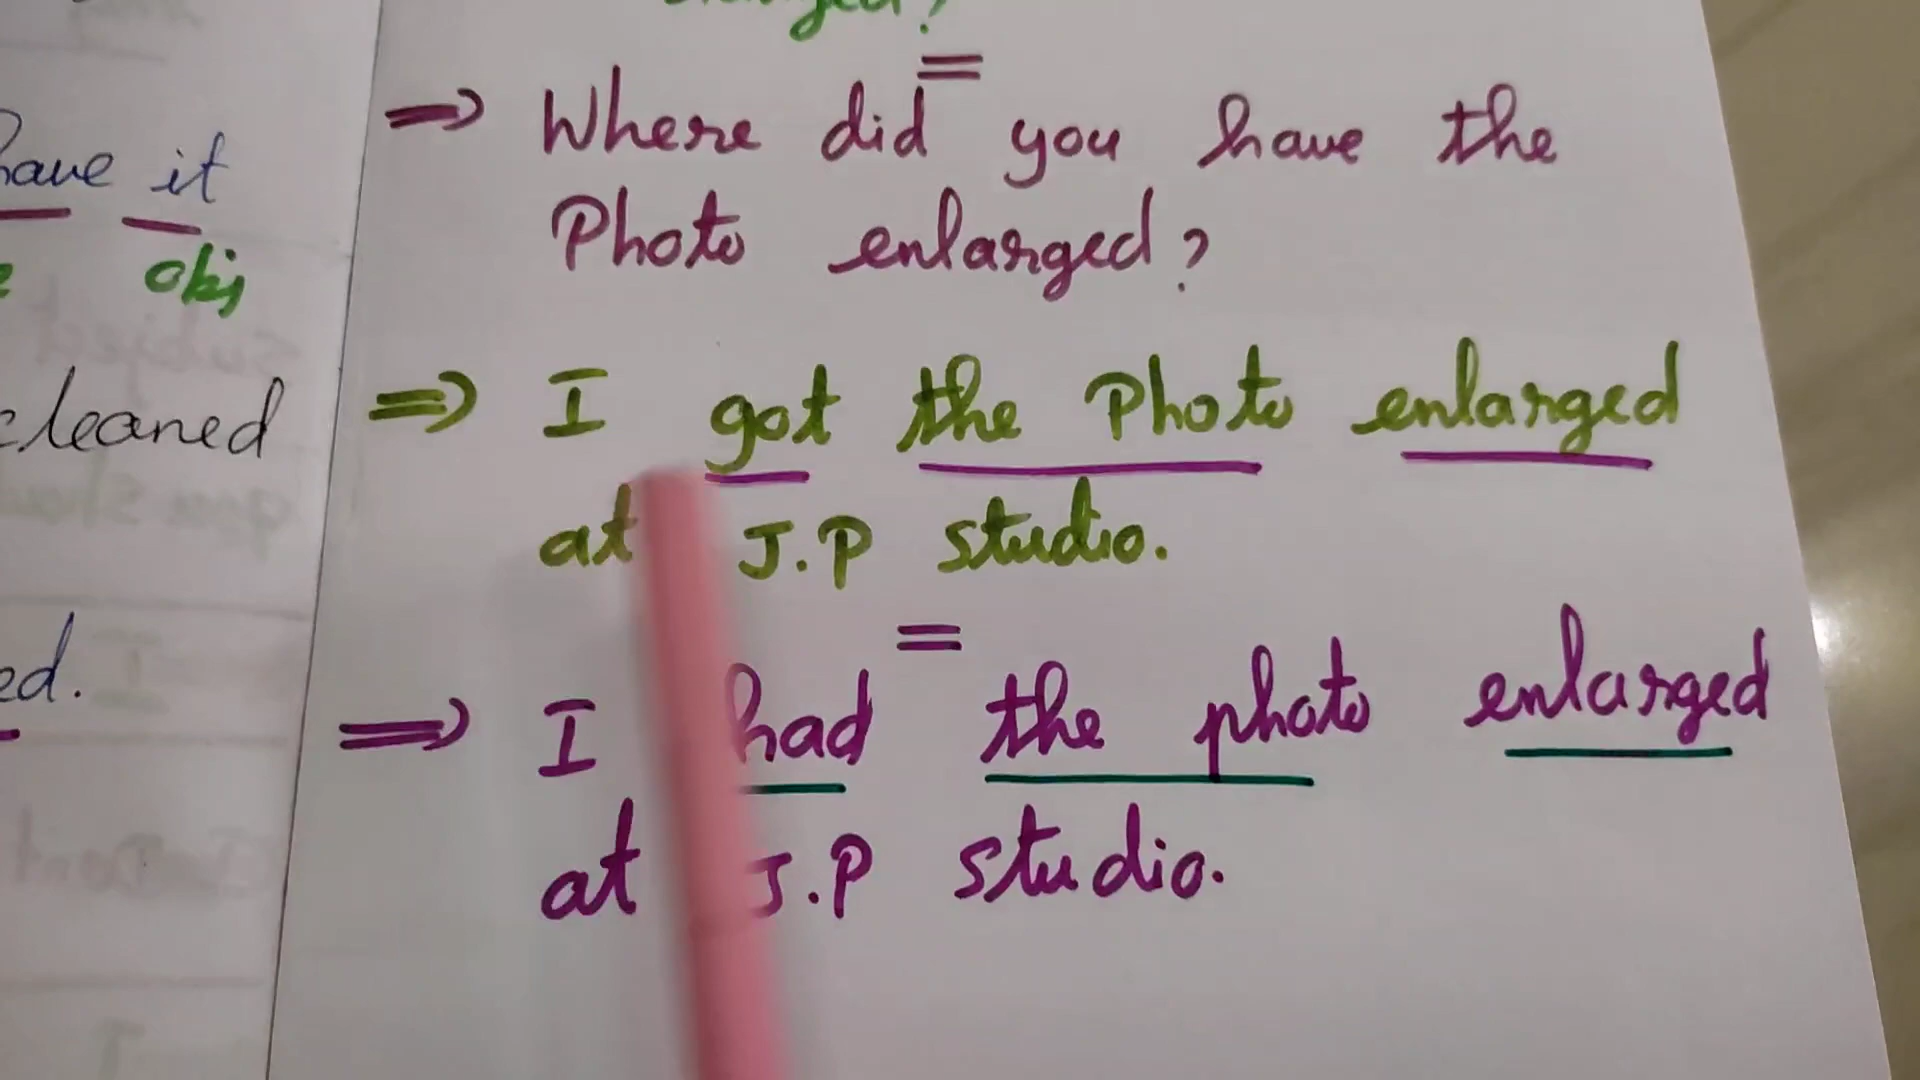 have it
obj
cleaned
ed.
enlarged?
=
⇒ Where did you have the
Photo enlarged?
⇒ I got the Photo enlarged
at J.P studio.
=
⇒ I had the photo enlarged
at J.P studio.